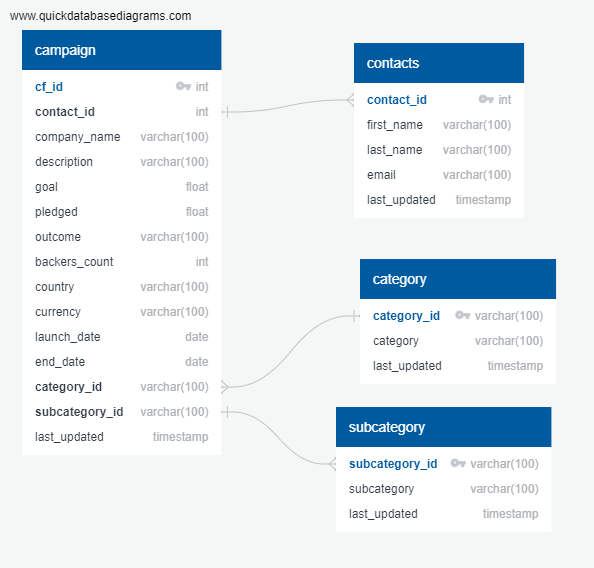 www.quickdatabasediagrams.com
campaign
cf_id int
contact_id int
company_name varchar(100)
description varchar(100)
goal float
pledged float
outcome varchar(100)
backers_count int
country varchar(100)
currency varchar(100)
launch_date date
end_date date
category_id varchar(100)
subcategory_id varchar(100)
last_updated timestamp
contacts
contact_id int
first_name varchar(100)
last_name varchar(100)
email varchar(100)
last_updated timestamp
category
category_id varchar(100)
category varchar(100)
last_updated timestamp
subcategory
subcategory_id varchar(100)
subcategory varchar(100)
last_updated timestamp